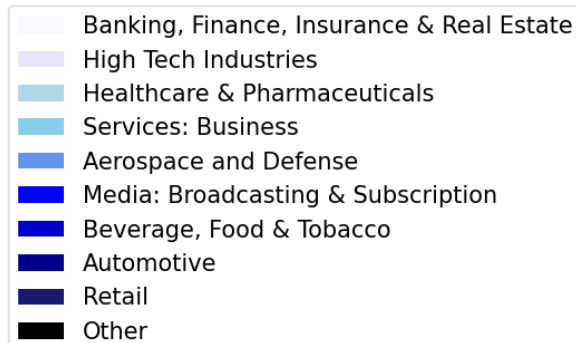 Banking, Finance, Insurance & Real Estate
High Tech Industries
Healthcare & Pharmaceuticals
Services: Business
Aerospace and Defense
Media: Broadcasting & Subscription
Beverage, Food & Tobacco
Automotive
Retail
Other